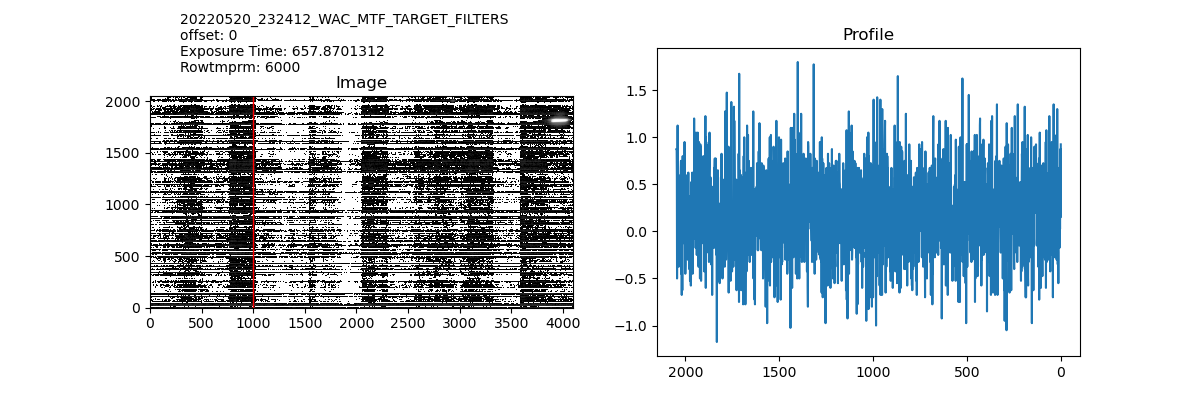 20220520_232412_WAC_MTF_TARGET_FILTERS
offset: 0
Exposure Time: 657.8701312
Rowtmprm: 6000
Image
2000
1500
1000
500
0
0 500 1000 1500 2000 2500 3000 3500 4000
Profile
1.5
1.0
0.5
0.0
−0.5
−1.0
2000 1500 1000 500 0